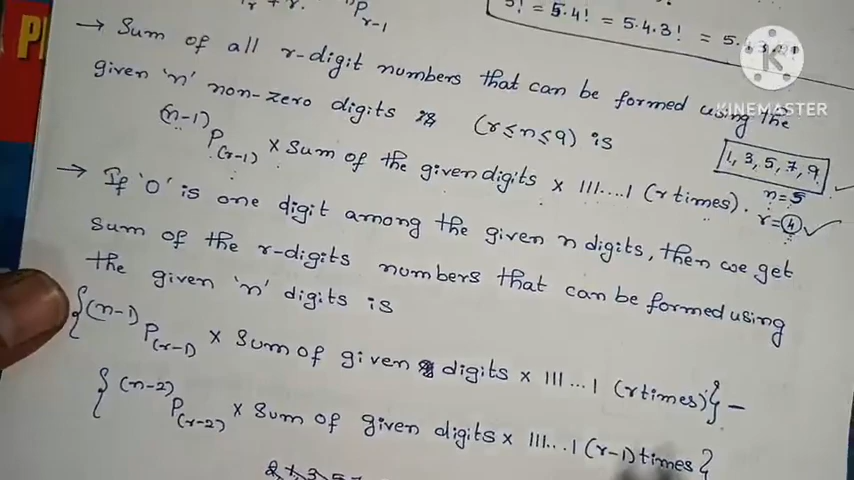 P r-1
5! = 5.4! = 5.4.3! = 5.
KINEMASTER
→ Sum of all r-digit numbers that can be formed using the
given 'n' non-zero digits is (r≤n≤9) is
(n-1)P(r-1) × Sum of the given digits × 111....1 (r times).
1, 3, 5, 7, 9
n=5
r=4
→ If '0' is one digit among the given n digits, then we get
sum of the r-digits numbers that can be formed using
the given 'n' digits is
{(n-1)P(r-1) × Sum of given digits × 111...1 (r times)} –
{(n-2)P(r-2) × Sum of given digits × 111...1 (r-1) times}